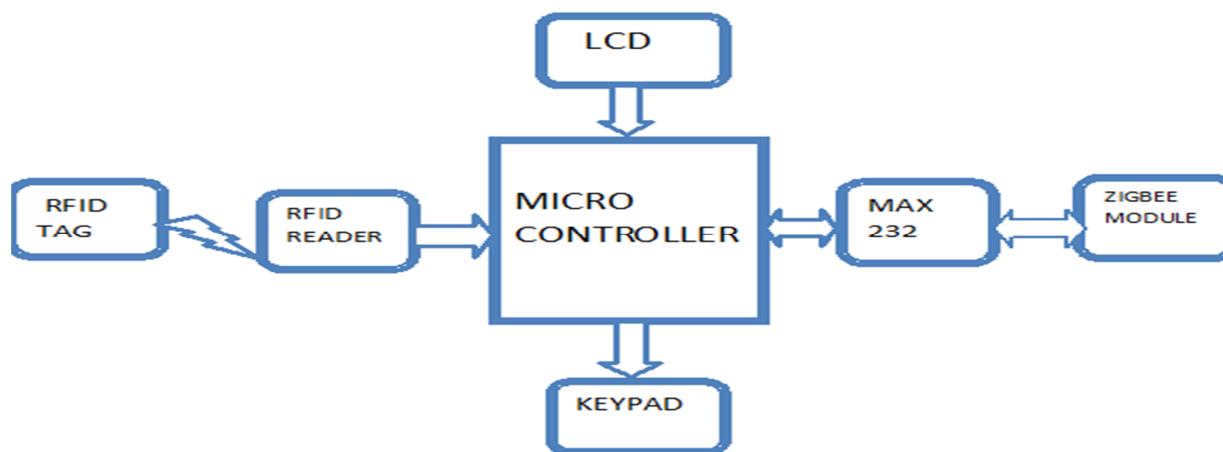 LCD
RFID
TAG
RFID
READER
MICRO
CONTROLLER
MAX
232
ZIGBEE
MODULE
KEYPAD